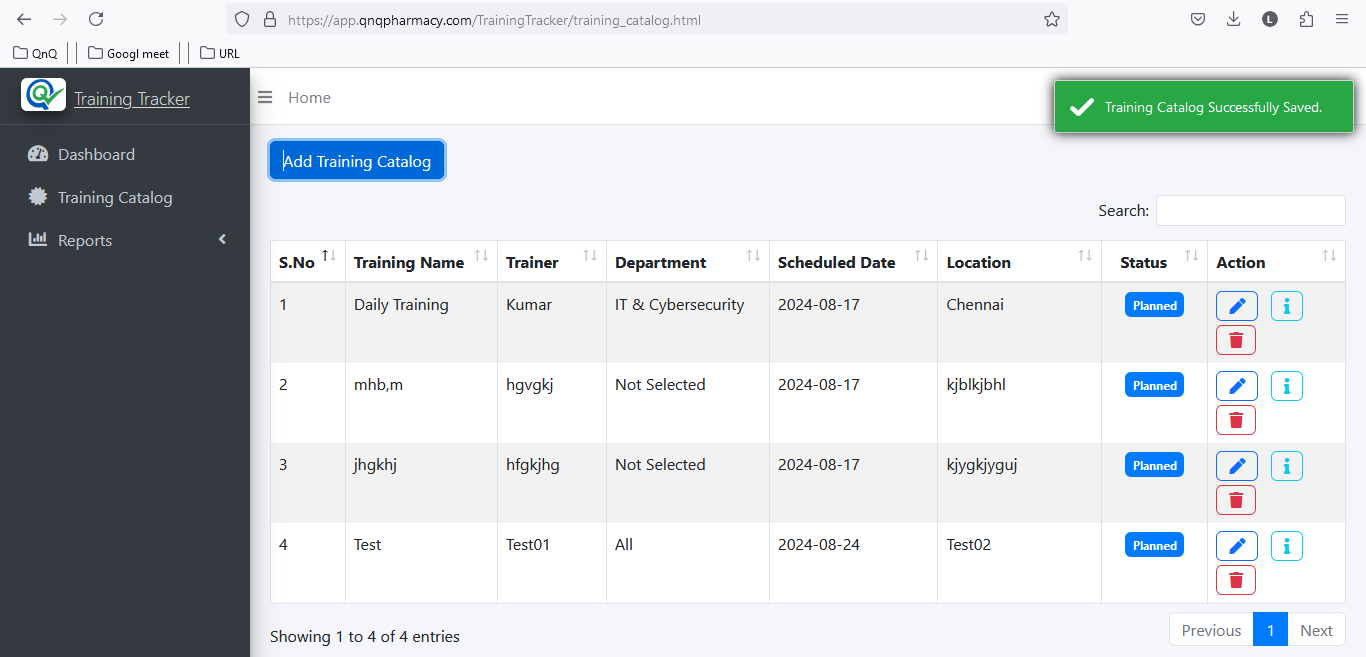 https://app.qnqpharmacy.com/TrainingTracker/training_catalog.html
L
QnQ Googl meet URL
Training Tracker
Home
Training Catalog Successfully Saved.
Dashboard
Training Catalog
Reports
Add Training Catalog
Search:
S.No Training Name Trainer Department Scheduled Date Location Status Action
1 Daily Training Kumar IT & Cybersecurity 2024-08-17 Chennai Planned
2 mhb,m hgvgkj Not Selected 2024-08-17 kjblkjbhl Planned
3 jhgkhj hfgkjhg Not Selected 2024-08-17 kjygkjyguj Planned
4 Test Test01 All 2024-08-24 Test02 Planned
Showing 1 to 4 of 4 entries
Previous 1 Next